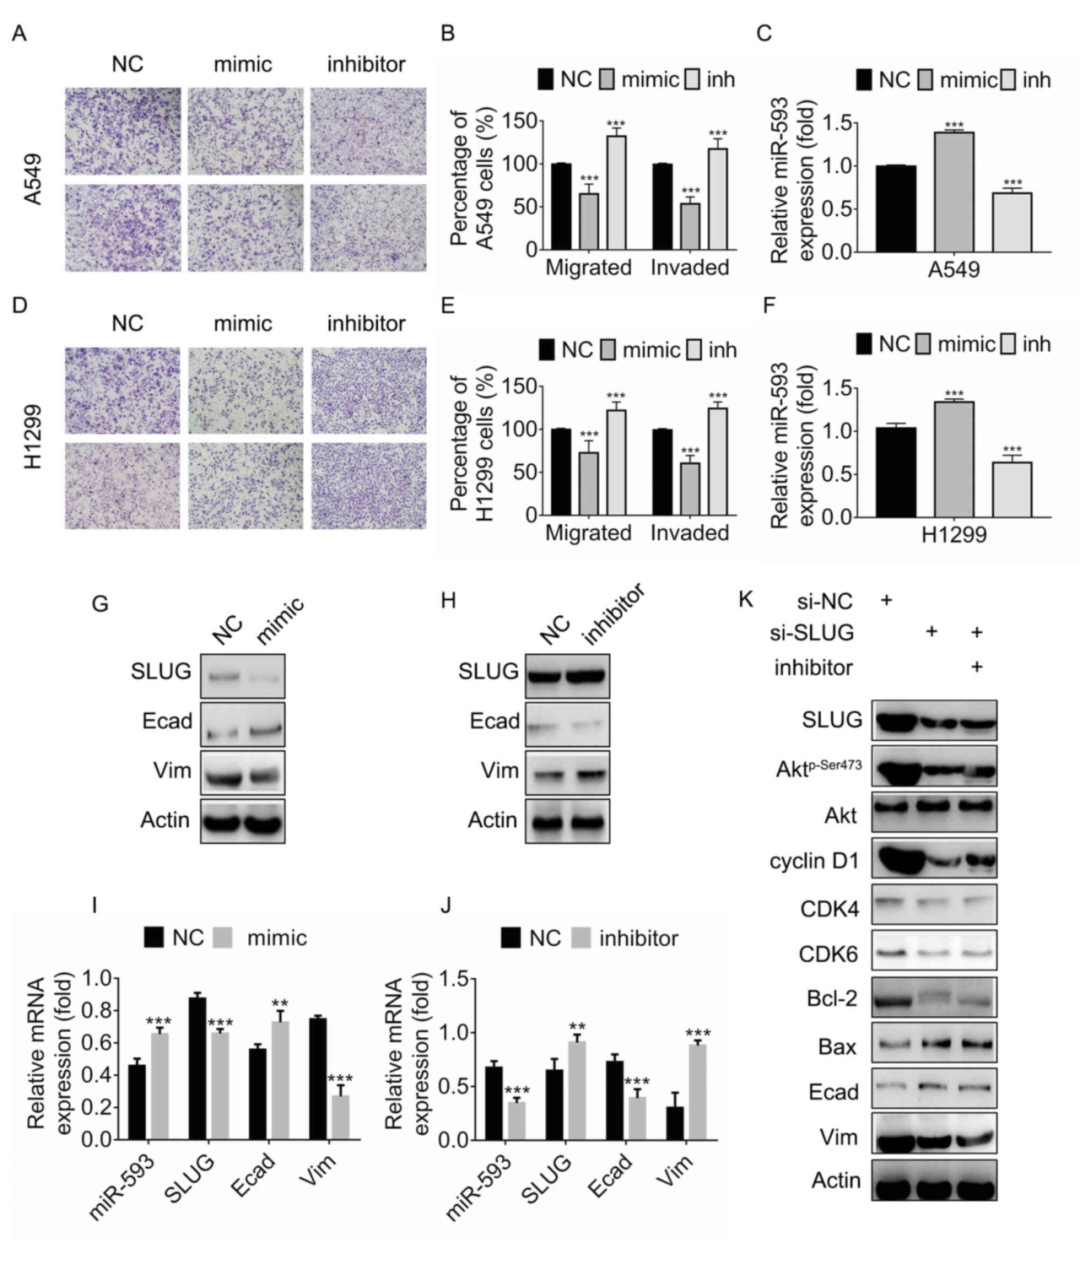 A
NC mimic inhibitor
A549
B
NC mimic inh
Percentage of
A549 cells (%)
150
100
50
0
*** *** *** ***
Migrated Invaded
C
NC mimic inh
Relative miR-593
expression (fold)
1.5
1.0
0.5
0.0
*** ***
A549
D
NC mimic inhibitor
H1299
E
NC mimic inh
Percentage of
H1299 cells (%)
150
100
50
0
*** *** *** ***
Migrated Invaded
F
NC mimic inh
Relative miR-593
expression (fold)
1.5
1.0
0.5
0.0
*** ***
H1299
G
NC mimic
SLUG
Ecad
Vim
Actin
H
NC inhibitor
SLUG
Ecad
Vim
Actin
I
NC mimic
Relative mRNA
expression (fold)
1.0
0.8
0.6
0.4
0.2
0.0
*** *** ** ***
miR-593 SLUG Ecad Vim
J
NC inhibitor
Relative mRNA
expression (fold)
1.5
1.0
0.5
0.0
*** ** *** ***
miR-593 SLUG Ecad Vim
K
si-NC +
si-SLUG + +
inhibitor +
SLUG
Aktp-Ser473
Akt
cyclin D1
CDK4
CDK6
Bcl-2
Bax
Ecad
Vim
Actin